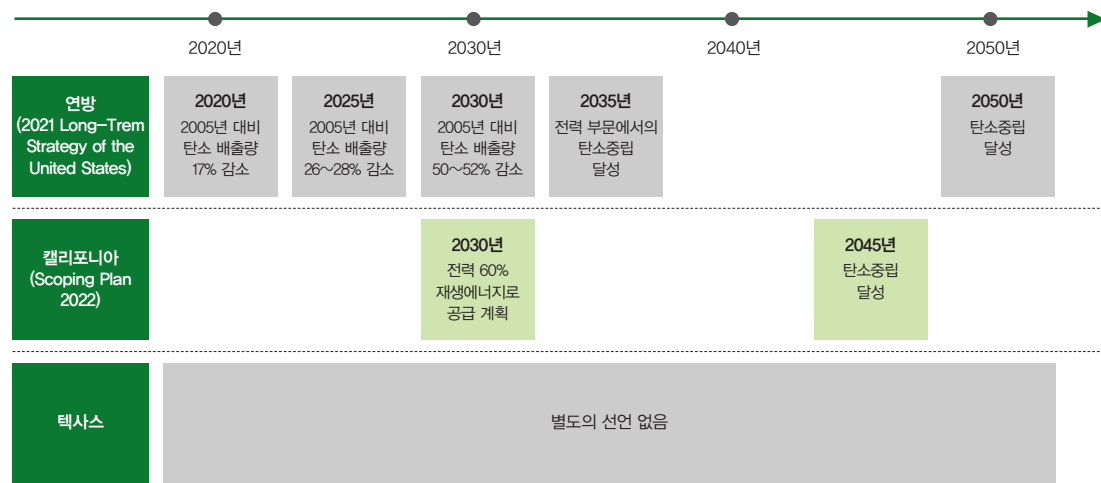 2020년
2030년
2040년
2050년
연방
(2021 Long-Trem
Strategy of the
United States)
2020년
2005년 대비
탄소 배출량
17% 감소
2025년
2005년 대비
탄소 배출량
26~28% 감소
2030년
2005년 대비
탄소 배출량
50~52% 감소
2035년
전력 부문에서의
탄소중립
달성
2050년
탄소중립
달성
캘리포니아
(Scoping Plan
2022)
2030년
전력 60%
재생에너지로
공급 계획
2045년
탄소중립
달성
텍사스
별도의 선언 없음